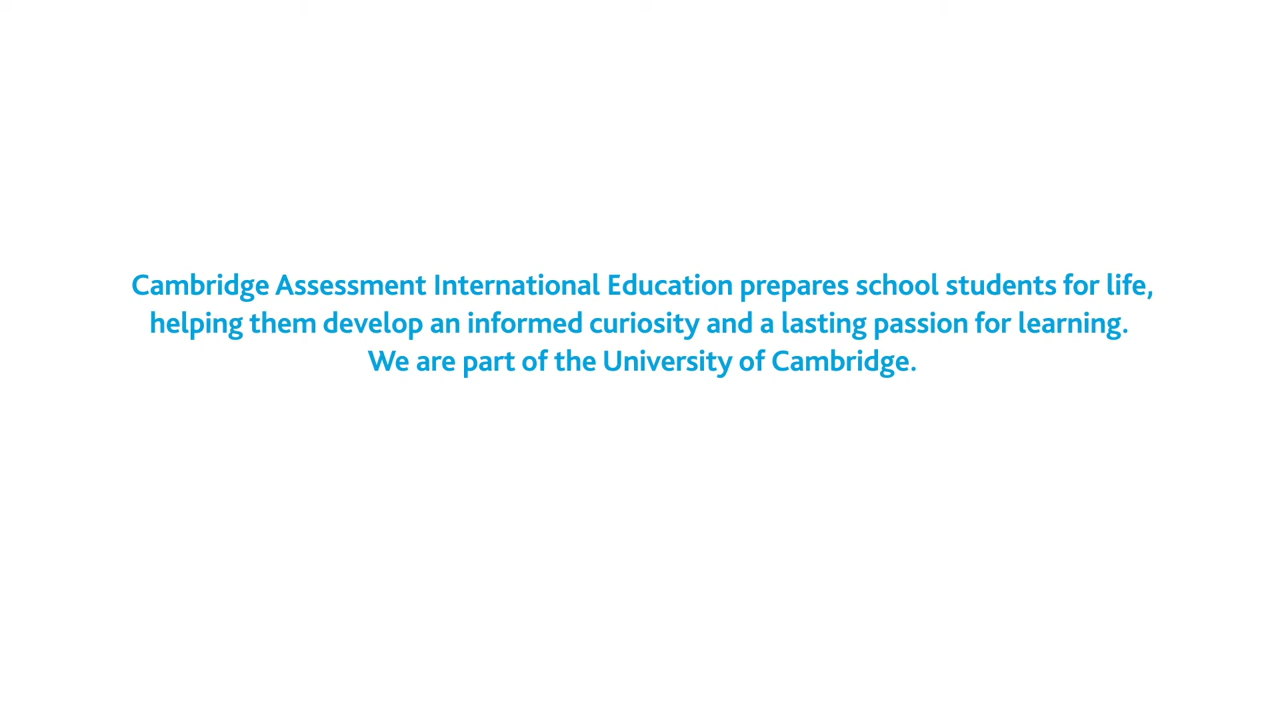 Cambridge Assessment International Education prepares school students for life,
helping them develop an informed curiosity and a lasting passion for learning.
We are part of the University of Cambridge.